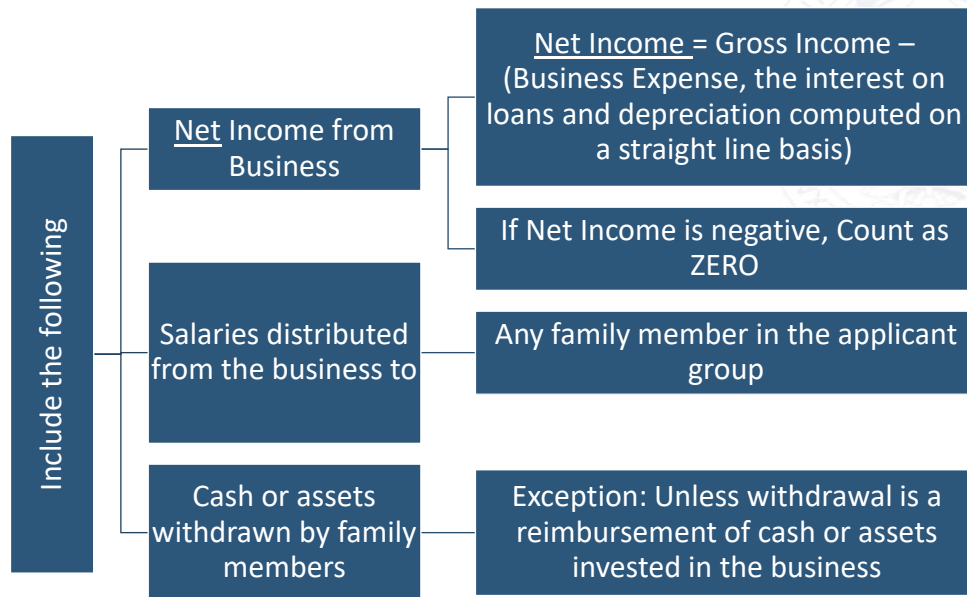 Include the following
Net Income from
Business
Net Income = Gross Income –
(Business Expense, the interest on
loans and depreciation computed on
a straight line basis)
If Net Income is negative, Count as
ZERO
Salaries distributed
from the business to
Any family member in the applicant
group
Cash or assets
withdrawn by family
members
Exception: Unless withdrawal is a
reimbursement of cash or assets
invested in the business